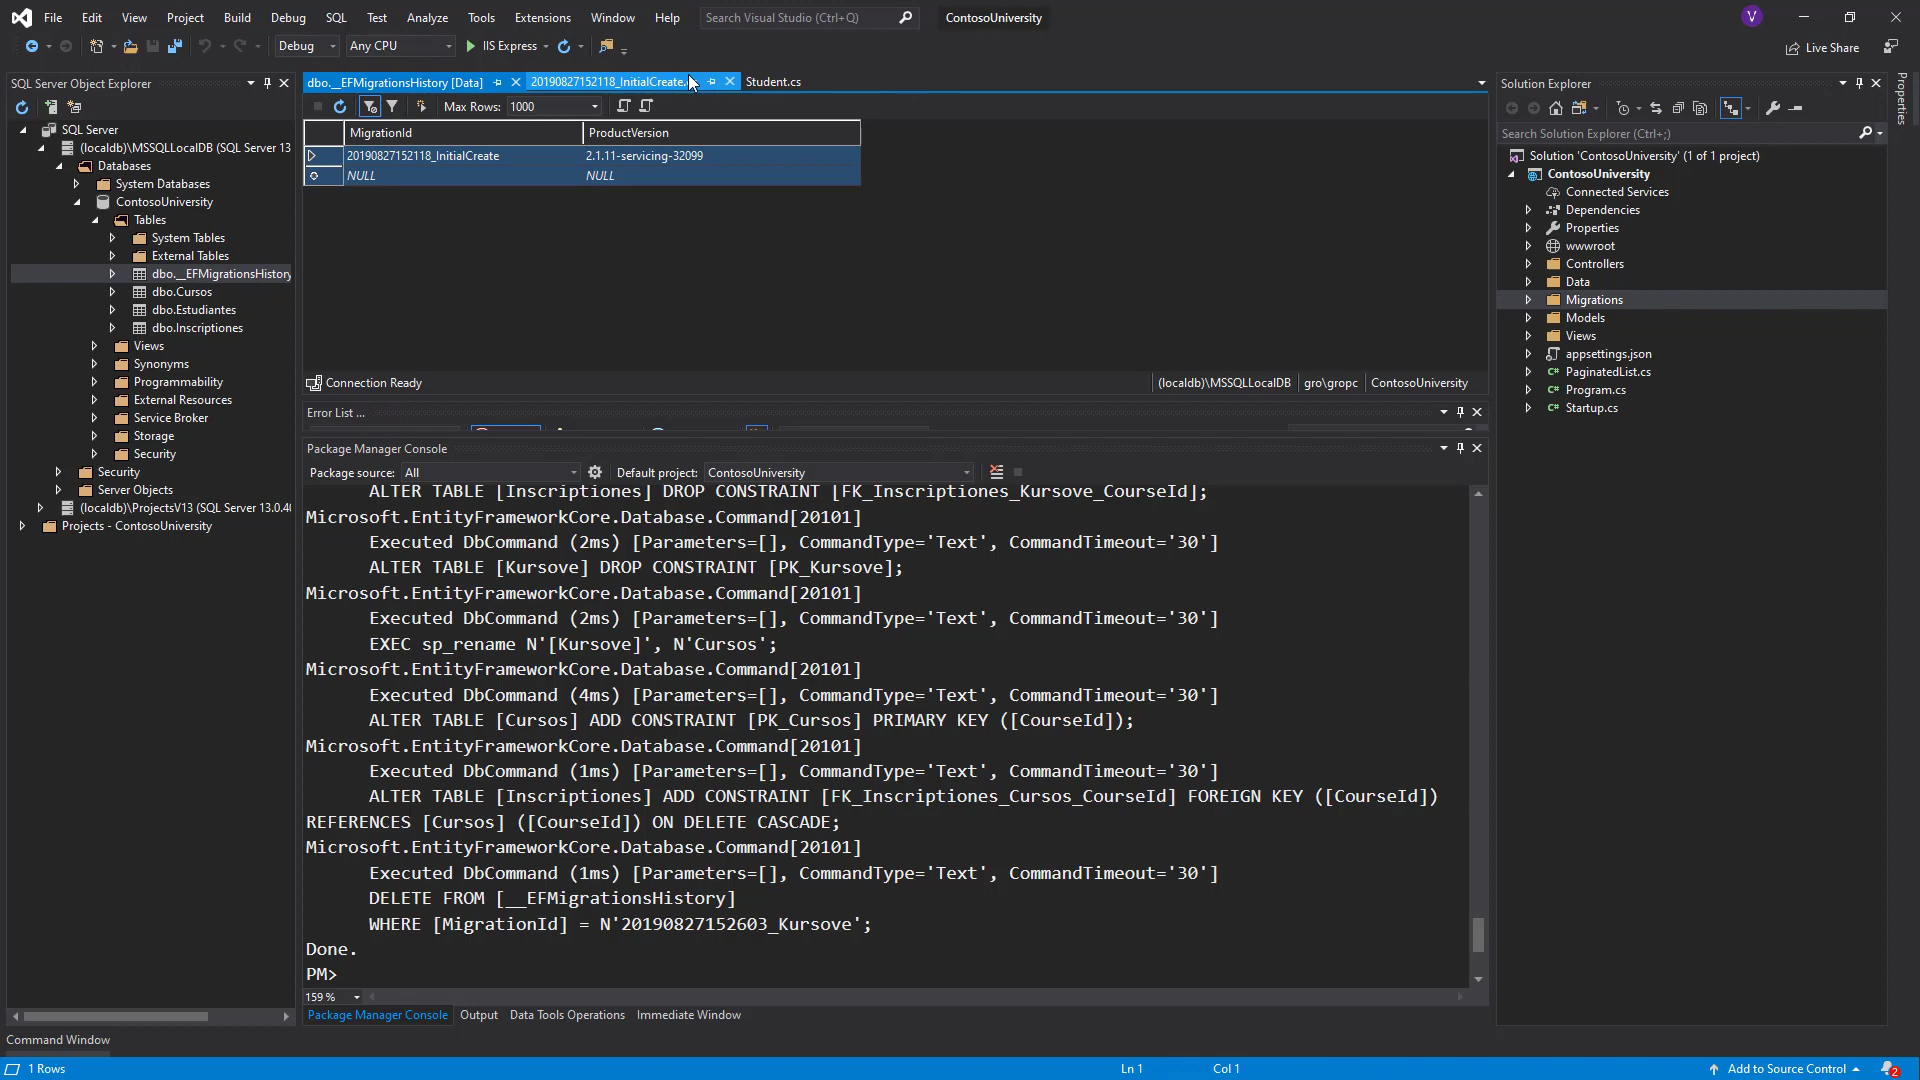 File Edit View Project Build Debug SQL Test Analyze Tools Extensions Window Help Search Visual Studio (Ctrl+Q) ContosoUniversity V
Debug Any CPU IIS Express Live Share
SQL Server Object Explorer
SQL Server
(localdb)\MSSQLLocalDB (SQL Server 13
Databases
System Databases
ContosoUniversity
Tables
System Tables
External Tables
dbo.__EFMigrationsHistory
dbo.Cursos
dbo.Estudiantes
dbo.Inscriptiones
Views
Synonyms
Programmability
External Resources
Service Broker
Storage
Security
Security
Server Objects
(localdb)\ProjectsV13 (SQL Server 13.0.40
Projects - ContosoUniversity
Command Window
dbo.__EFMigrationsHistory [Data] 20190827152118_InitialCreate. Student.cs
Max Rows: 1000
MigrationId ProductVersion
20190827152118_InitialCreate 2.1.11-servicing-32099
NULL NULL
Connection Ready (localdb)\MSSQLLocalDB gro\gropc ContosoUniversity
Error List ...
Package Manager Console
Package source: All Default project: ContosoUniversity
ALTER TABLE [Inscriptiones] DROP CONSTRAINT [FK_Inscriptiones_Kursove_CourseId];
Microsoft.EntityFrameworkCore.Database.Command[20101]
Executed DbCommand (2ms) [Parameters=[], CommandType='Text', CommandTimeout='30']
ALTER TABLE [Kursove] DROP CONSTRAINT [PK_Kursove];
Microsoft.EntityFrameworkCore.Database.Command[20101]
Executed DbCommand (2ms) [Parameters=[], CommandType='Text', CommandTimeout='30']
EXEC sp_rename N'[Kursove]', N'Cursos';
Microsoft.EntityFrameworkCore.Database.Command[20101]
Executed DbCommand (4ms) [Parameters=[], CommandType='Text', CommandTimeout='30']
ALTER TABLE [Cursos] ADD CONSTRAINT [PK_Cursos] PRIMARY KEY ([CourseId]);
Microsoft.EntityFrameworkCore.Database.Command[20101]
Executed DbCommand (1ms) [Parameters=[], CommandType='Text', CommandTimeout='30']
ALTER TABLE [Inscriptiones] ADD CONSTRAINT [FK_Inscriptiones_Cursos_CourseId] FOREIGN KEY ([CourseId])
REFERENCES [Cursos] ([CourseId]) ON DELETE CASCADE;
Microsoft.EntityFrameworkCore.Database.Command[20101]
Executed DbCommand (1ms) [Parameters=[], CommandType='Text', CommandTimeout='30']
DELETE FROM [__EFMigrationsHistory]
WHERE [MigrationId] = N'20190827152603_Kursove';
Done.
PM>
159 %
Package Manager Console Output Data Tools Operations Immediate Window
Solution Explorer
Search Solution Explorer (Ctrl+;)
Solution 'ContosoUniversity' (1 of 1 project)
ContosoUniversity
Connected Services
Dependencies
Properties
wwwroot
Controllers
Data
Migrations
Models
Views
appsettings.json
C# PaginatedList.cs
C# Program.cs
C# Startup.cs
Properties
1 Rows Ln 1 Col 1 Add to Source Control 2